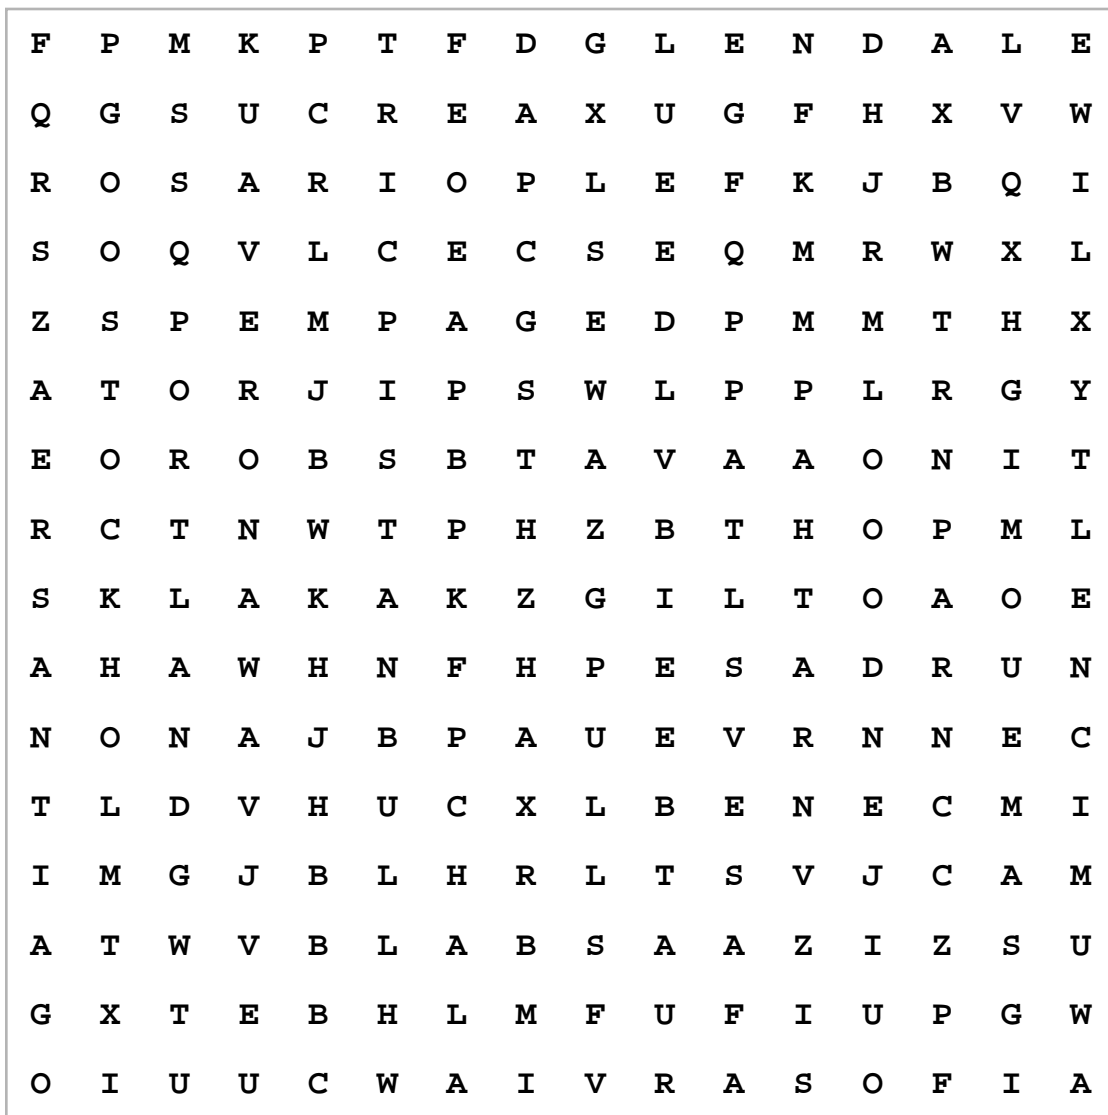 F P M K P T F D G L E N D A L E
Q G S U C R E A X U G F H X V W
R O S A R I O P L E F K J B Q I
S O Q V L C E C S E Q M R W X L
Z S P E M P A G E D P M M T H X
A T O R J I P S W L P P L R G Y
E O R O B S B T A V A A O N I T
R C T N W T P H Z B T H O P M L
S K L A K A K Z G I L T O A O E
A H A W H N F H P E S A D R U N
N O N A J B P A U E V R N N E C
T L D V H U C X L B E N E C M I
I M G J B L H R L T S V J C A M
A T W V B L A B S A A Z I Z S U
G X T E B H L M F U F I U P G W
O I U U C W A I V R A S O F I A